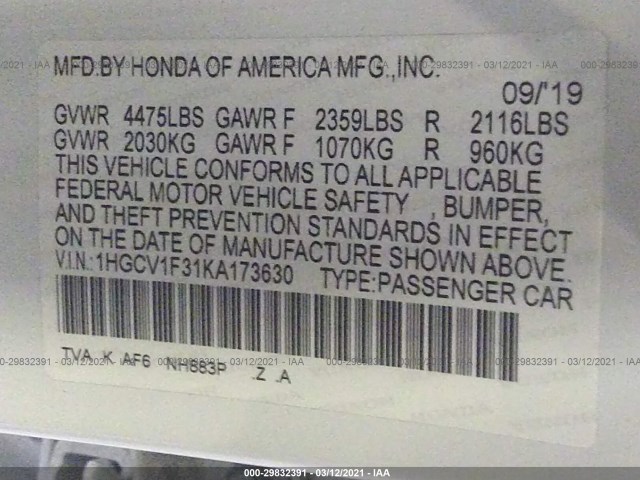 MFD.BY HONDA OF AMERICA MFG.,INC.
09/'19
GVWR 4475LBS GAWR F 2359LBS R 2116LBS
GVWR 2030KG GAWR F 1070KG R 960KG
THIS VEHICLE CONFORMS TO ALL APPLICABLE
FEDERAL MOTOR VEHICLE SAFETY , BUMPER,
AND THEFT PREVENTION STANDARDS IN EFFECT
ON THE DATE OF MANUFACTURE SHOWN ABOVE.
V.I.N.:1HGCV1F31KA173630 TYPE:PASSENGER CAR
TVA K AF6 NH883P .Z .A
000-29832391 - 03/12/2021 - IAA